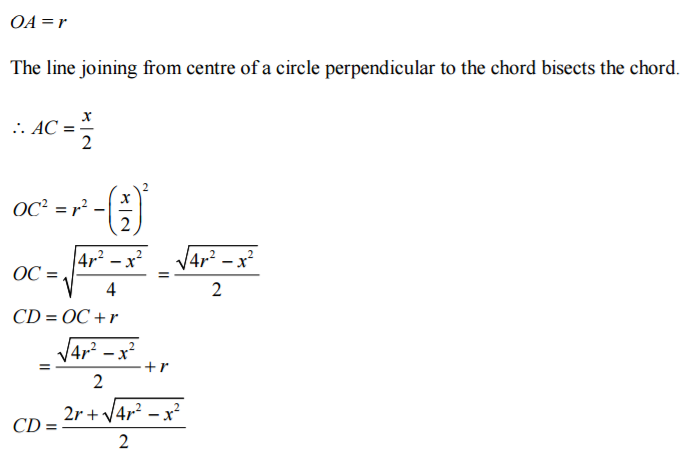 OA = r
The line joining from centre of a circle perpendicular to the chord bisects the chord.
∴ AC = x/2
OC² = r² − (x/2)²
OC = √((4r² − x²)/4) = √(4r² − x²)/2
CD = OC + r
= √(4r² − x²)/2 + r
CD = (2r + √(4r² − x²))/2